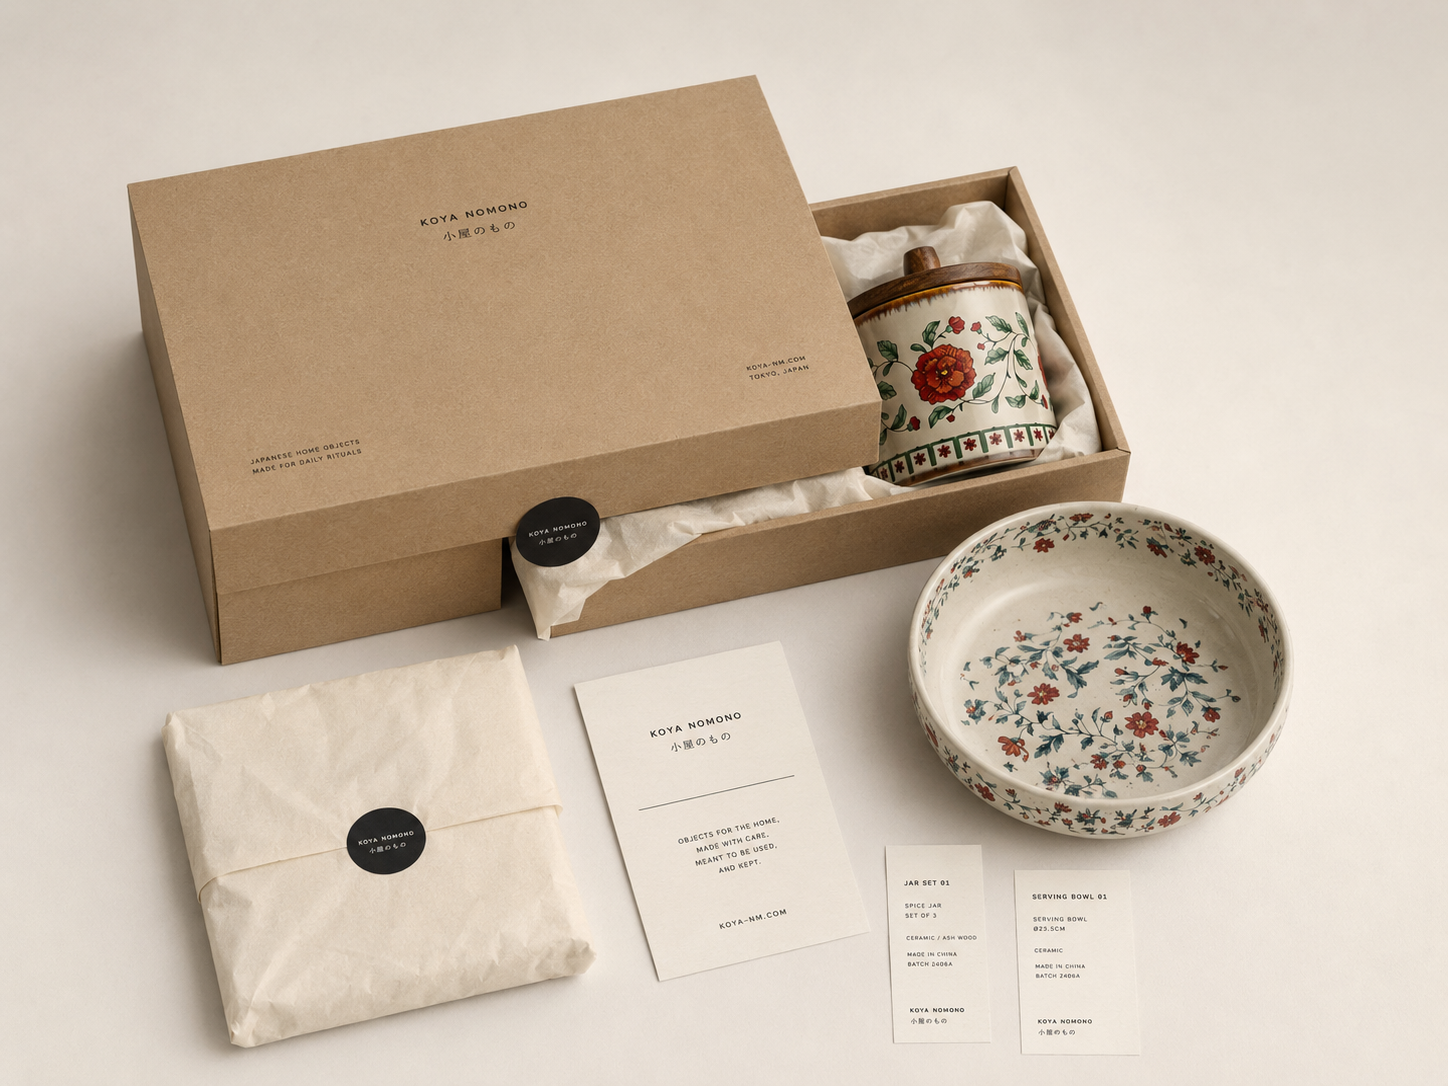 KOYA NOMONO
小屋のもの
KOYA-NM.COM
TOKYO, JAPAN
JAPANESE HOME OBJECTS
MADE FOR DAILY RITUALS
KOYA NOMONO
小屋のもの
KOYA NOMONO
小屋のもの
KOYA NOMONO
小屋のもの
OBJECTS FOR THE HOME,
MADE WITH CARE.
MEANT TO BE USED,
AND KEPT.
KOYA-NM.COM
JAR SET 01
SPICE JAR
SET OF 3
CERAMIC / ASH WOOD
MADE IN CHINA
BATCH 2406A
KOYA NOMONO
小屋のもの
SERVING BOWL 01
SERVING BOWL
Ø25.5CM
CERAMIC
MADE IN CHINA
BATCH 2406A
KOYA NOMONO
小屋のもの